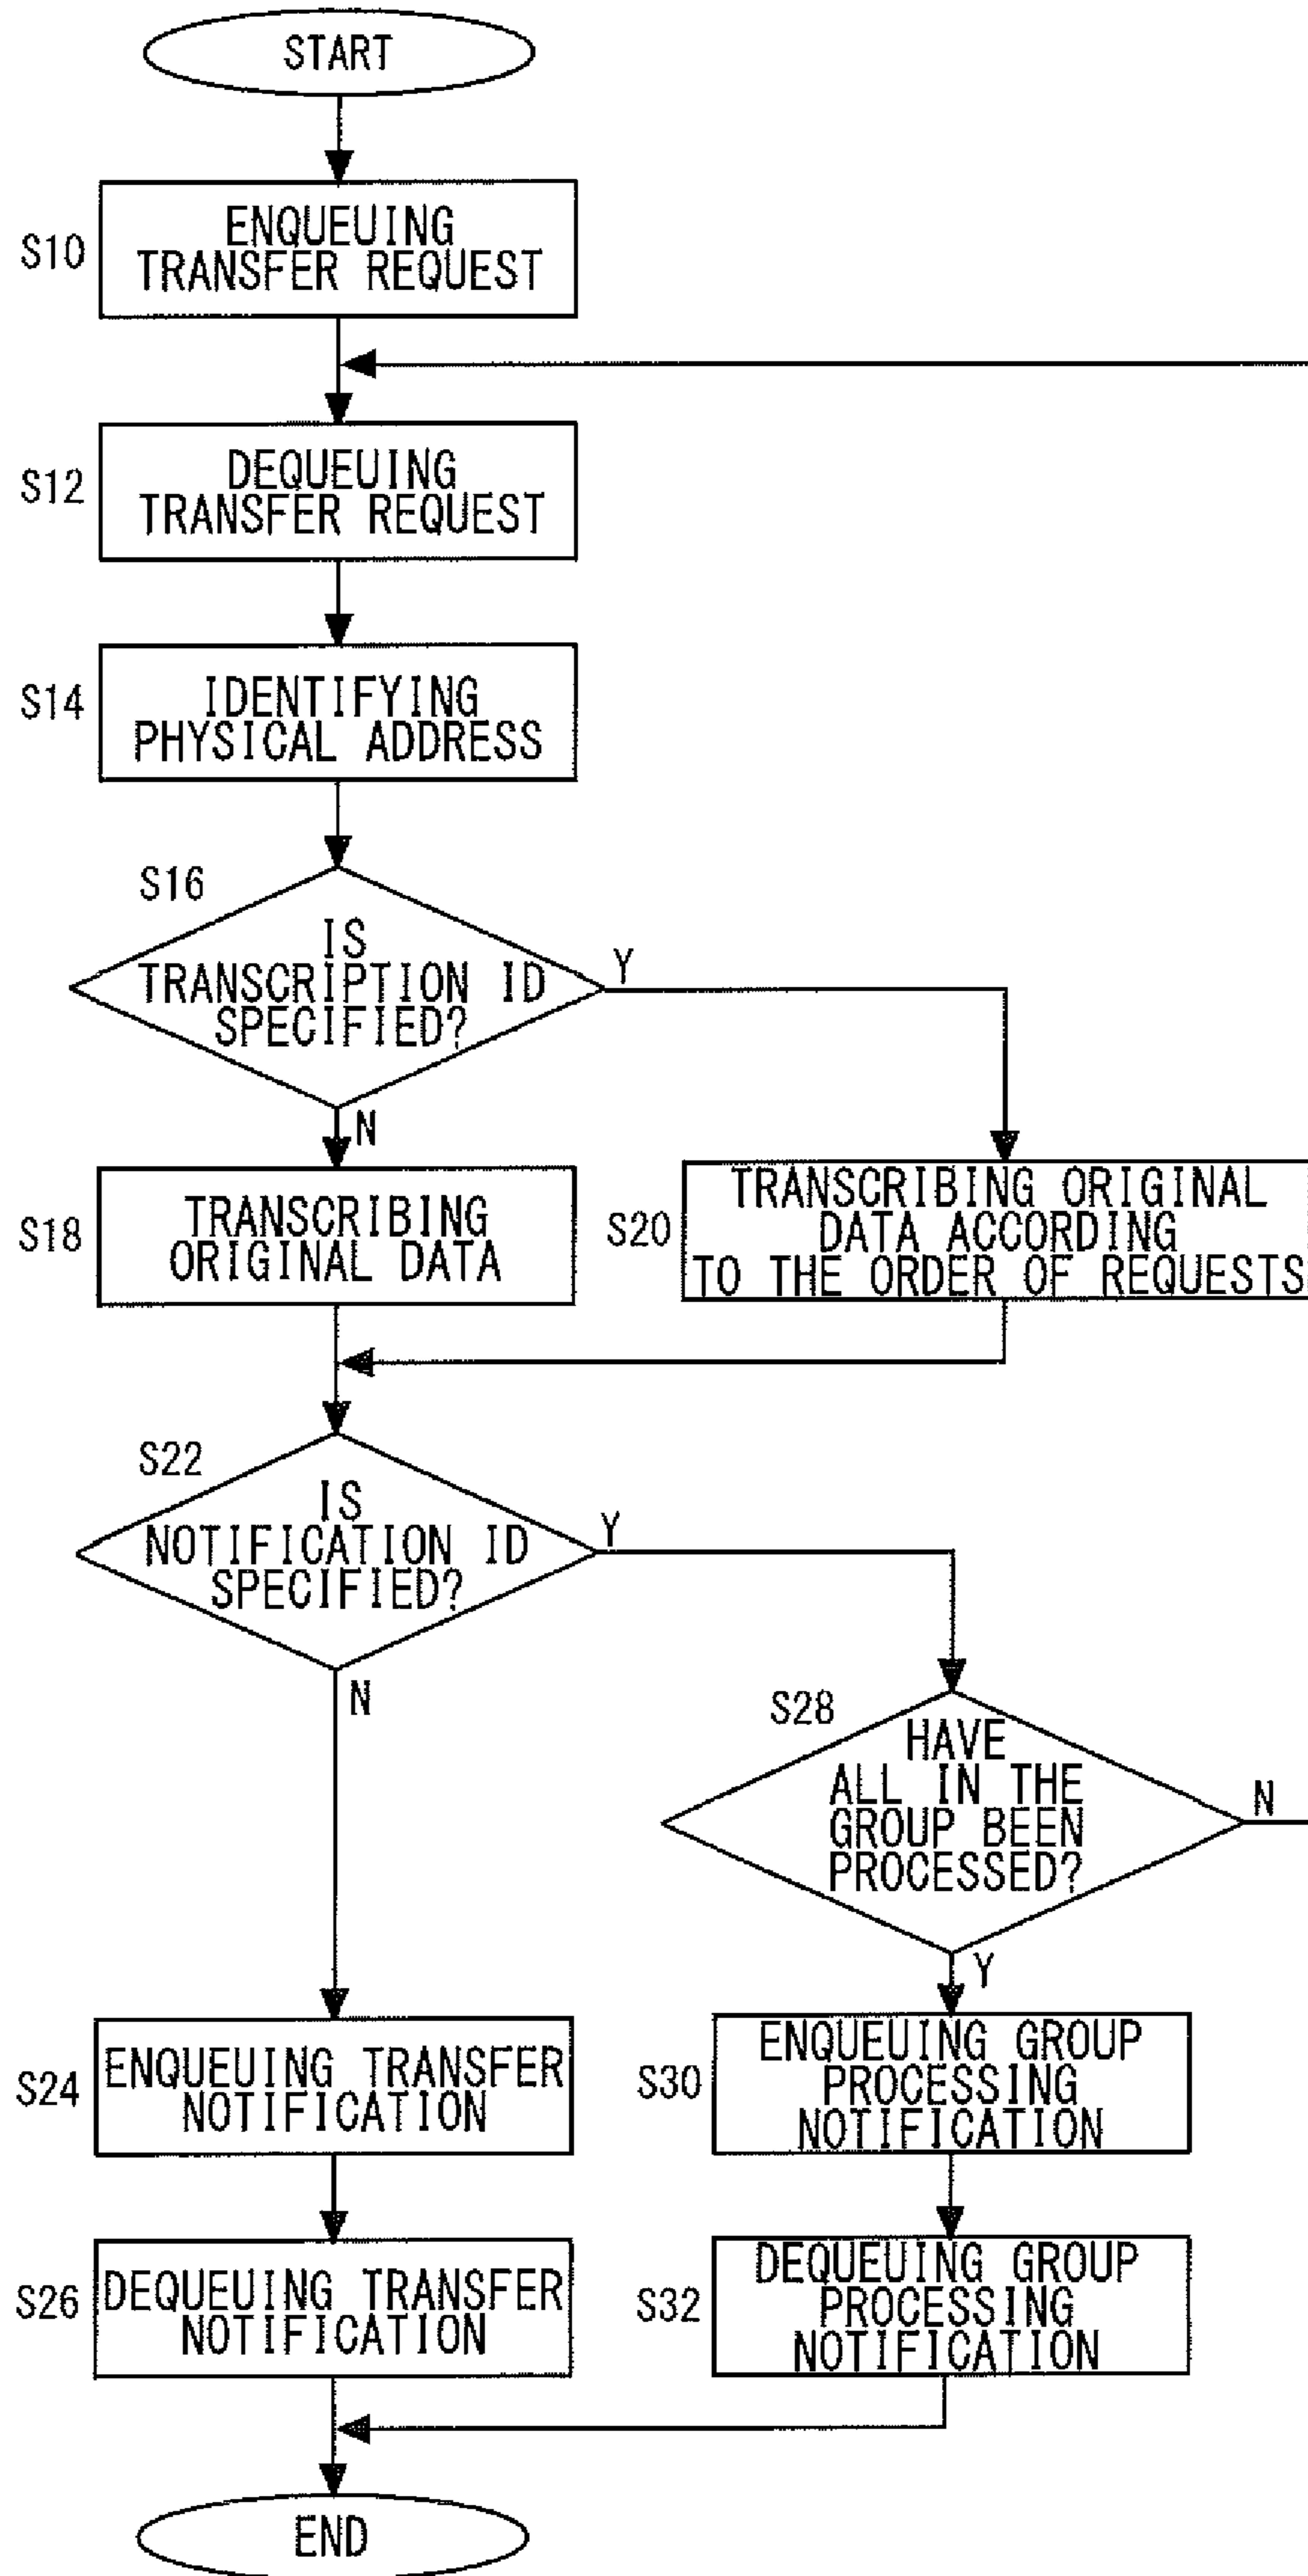 START
S10
ENQUEUING
TRANSFER REQUEST
S12
DEQUEUING
TRANSFER REQUEST
S14
IDENTIFYING
PHYSICAL ADDRESS
S16
IS
TRANSCRIPTION ID
SPECIFIED?
Y
N
S18
TRANSCRIBING
ORIGINAL DATA
S20
TRANSCRIBING ORIGINAL
DATA ACCORDING
TO THE ORDER OF REQUESTS
S22
IS
NOTIFICATION ID
SPECIFIED?
Y
N
S28
HAVE
ALL IN THE
GROUP BEEN
PROCESSED?
N
Y
S24
ENQUEUING TRANSFER
NOTIFICATION
S30
ENQUEUING GROUP
PROCESSING
NOTIFICATION
S26
DEQUEUING TRANSFER
NOTIFICATION
S32
DEQUEUING GROUP
PROCESSING
NOTIFICATION
END